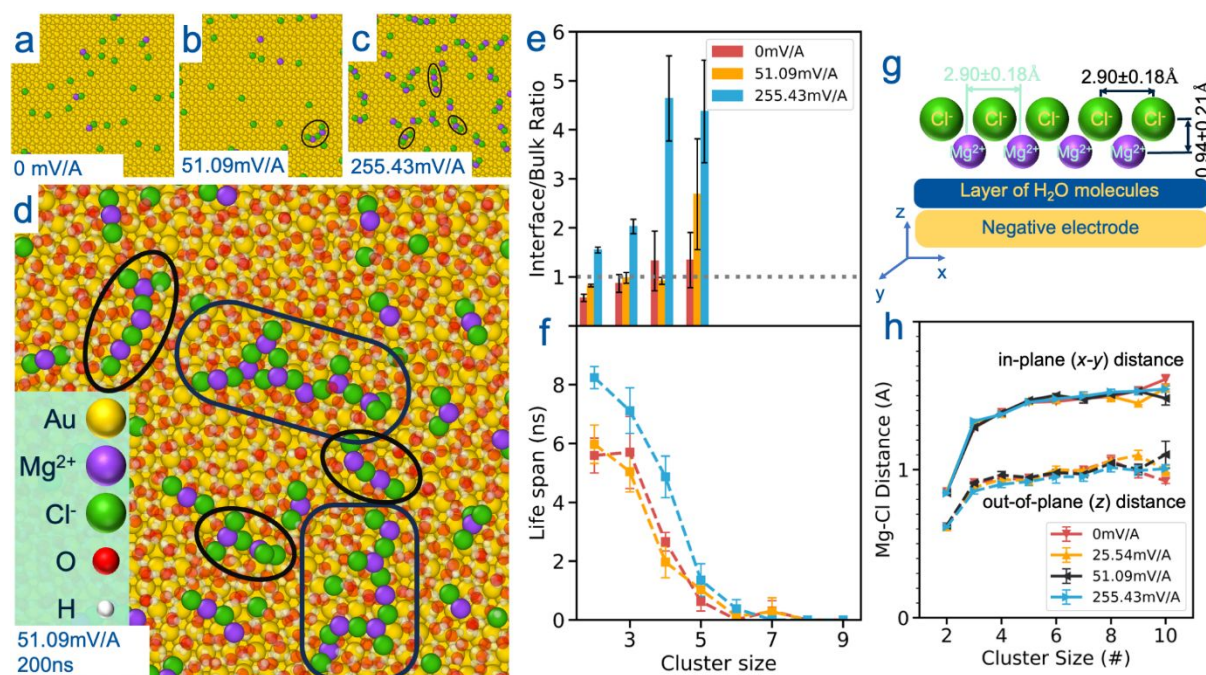 a
0 mV/A
b
51.09mV/A
c
255.43mV/A
d
Au
Mg²⁺
Cl⁻
O
H
51.09mV/A
200ns
e
Interface/Bulk Ratio
6
5
4
3
2
1
0mV/A
51.09mV/A
255.43mV/A
f
Life span (ns)
8
6
4
2
0
3 5 7 9
Cluster size
g
2.90±0.18Å 2.90±0.18Å
0.94±0.21Å
Cl⁻ Cl⁻ Cl⁻ Cl⁻ Cl⁻
Mg²⁺ Mg²⁺ Mg²⁺ Mg²⁺
Layer of H₂O molecules
Negative electrode
z
x
y
h
Mg-Cl Distance (A)
1
0
in-plane (x-y) distance
out-of-plane (z) distance
0mV/A
25.54mV/A
51.09mV/A
255.43mV/A
2 4 6 8 10
Cluster Size (#)